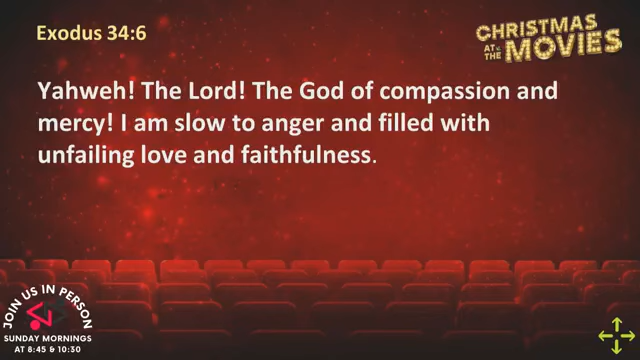 Exodus 34:6
CHRISTMAS
AT THE
MOVIES
Yahweh! The Lord! The God of compassion and
mercy! I am slow to anger and filled with
unfailing love and faithfulness.
JOIN US IN PERSON
SUNDAY MORNINGS
AT 8:45 & 10:30